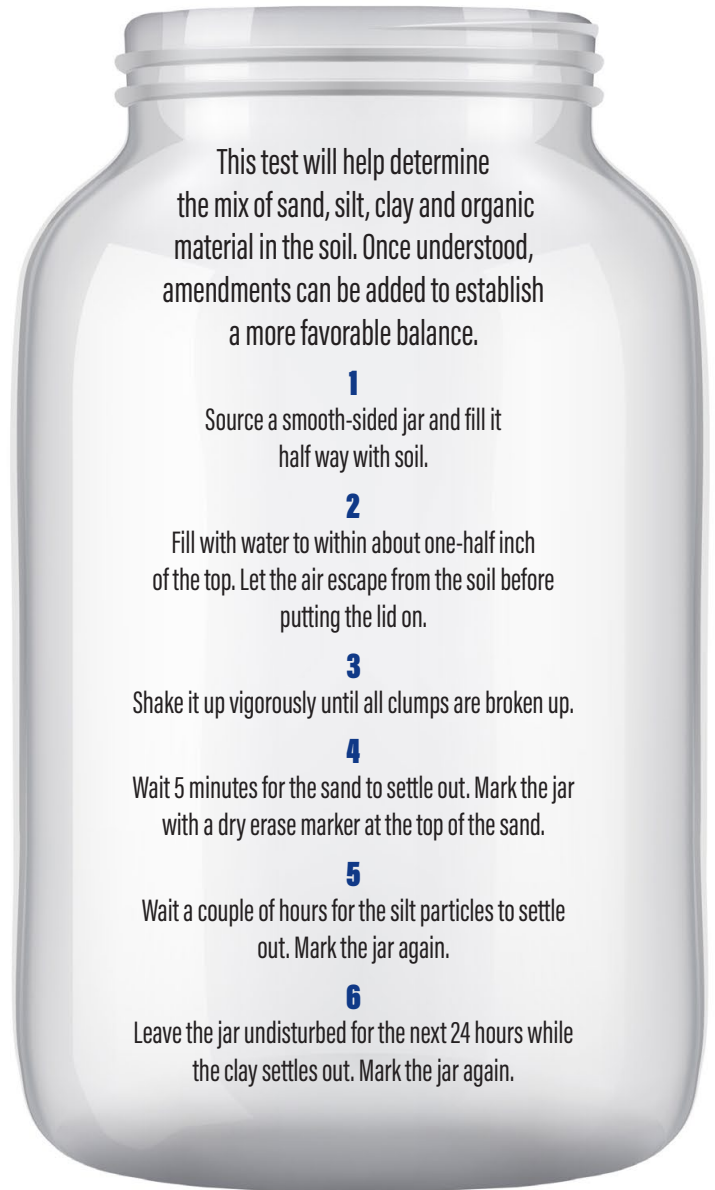 This test will help determine
the mix of sand, silt, clay and organic
material in the soil. Once understood,
amendments can be added to establish
a more favorable balance.
1
Source a smooth-sided jar and fill it
half way with soil.
2
Fill with water to within about one-half inch
of the top. Let the air escape from the soil before
putting the lid on.
3
Shake it up vigorously until all clumps are broken up.
4
Wait 5 minutes for the sand to settle out. Mark the jar
with a dry erase marker at the top of the sand.
5
Wait a couple of hours for the silt particles to settle
out. Mark the jar again.
6
Leave the jar undisturbed for the next 24 hours while
the clay settles out. Mark the jar again.